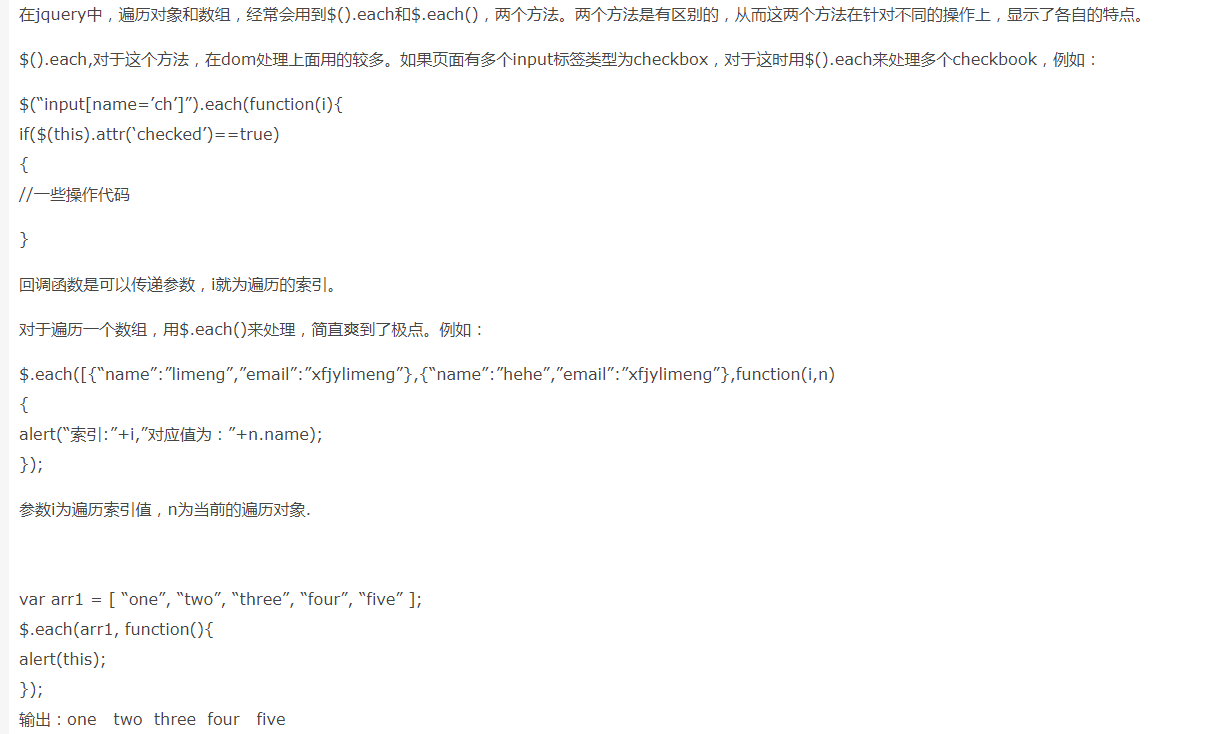 在jquery中，遍历对象和数组，经常会用到$().each和$.each()，两个方法。两个方法是有区别的，从而这两个方法在针对不同的操作上，显示了各自的特点。
$().each,对于这个方法，在dom处理上面用的较多。如果页面有多个input标签类型为checkbox，对于这时用$().each来处理多个checkbook，例如：
$(“input[name=’ch’]”).each(function(i){
if($(this).attr(‘checked’)==true)
{
//一些操作代码
}
回调函数是可以传递参数，i就为遍历的索引。
对于遍历一个数组，用$.each()来处理，简直爽到了极点。例如：
$.each([{“name”:”limeng”,”email”:”xfjylimeng”},{“name”:”hehe”,”email”:”xfjylimeng”},function(i,n)
{
alert(“索引:”+i,”对应值为：”+n.name);
});
参数i为遍历索引值，n为当前的遍历对象.
var arr1 = [ “one”, “two”, “three”, “four”, “five” ];
$.each(arr1, function(){
alert(this);
});
输出：one two three four five